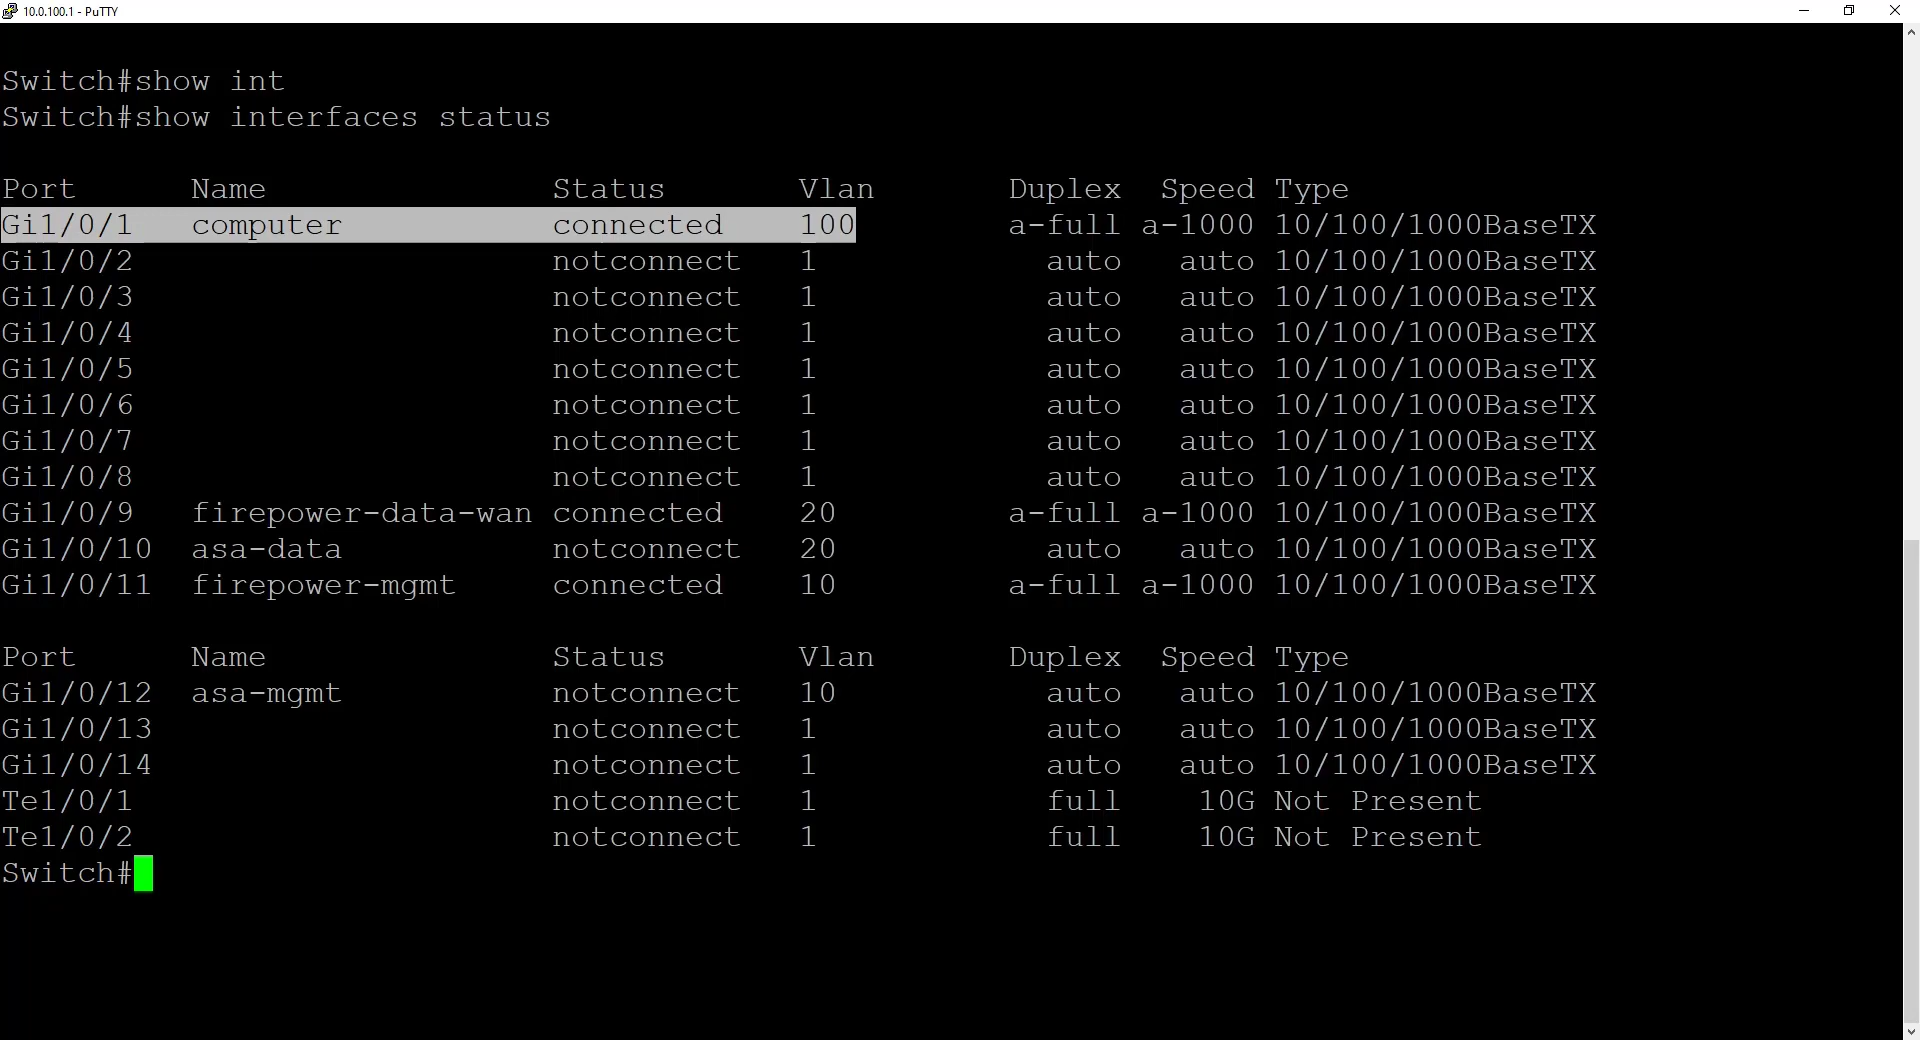 10.0.100.1 - PuTTY
Switch#show int
Switch#show interfaces status
Port      Name               Status       Vlan       Duplex  Speed Type
Gi1/0/1   computer           connected    100        a-full a-1000 10/100/1000BaseTX
Gi1/0/2                      notconnect   1            auto   auto 10/100/1000BaseTX
Gi1/0/3                      notconnect   1            auto   auto 10/100/1000BaseTX
Gi1/0/4                      notconnect   1            auto   auto 10/100/1000BaseTX
Gi1/0/5                      notconnect   1            auto   auto 10/100/1000BaseTX
Gi1/0/6                      notconnect   1            auto   auto 10/100/1000BaseTX
Gi1/0/7                      notconnect   1            auto   auto 10/100/1000BaseTX
Gi1/0/8                      notconnect   1            auto   auto 10/100/1000BaseTX
Gi1/0/9   firepower-data-wan connected    20         a-full a-1000 10/100/1000BaseTX
Gi1/0/10  asa-data           notconnect   20           auto   auto 10/100/1000BaseTX
Gi1/0/11  firepower-mgmt     connected    10         a-full a-1000 10/100/1000BaseTX
Port      Name               Status       Vlan       Duplex  Speed Type
Gi1/0/12  asa-mgmt           notconnect   10           auto   auto 10/100/1000BaseTX
Gi1/0/13                     notconnect   1            auto   auto 10/100/1000BaseTX
Gi1/0/14                     notconnect   1            auto   auto 10/100/1000BaseTX
Te1/0/1                      notconnect   1            full    10G Not Present
Te1/0/2                      notconnect   1            full    10G Not Present
Switch#